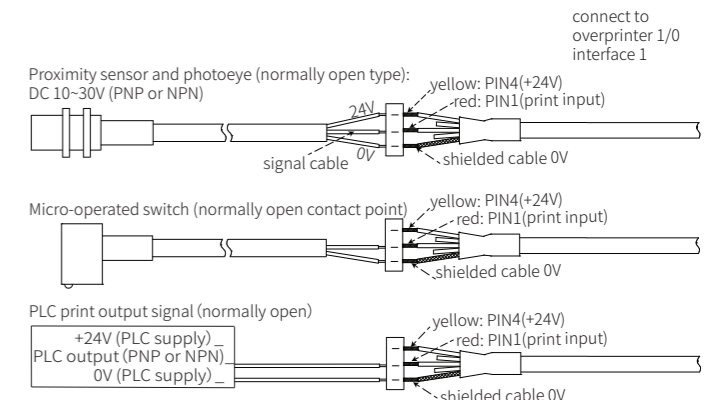 connect to
overprinter 1/0
interface 1
Proximity sensor and photoeye (normally open type):
DC 10~30V (PNP or NPN)
24V
signal cable
0V
yellow: PIN4(+24V)
red: PIN1(print input)
shielded cable 0V
Micro-operated switch (normally open contact point)
yellow: PIN4(+24V)
red: PIN1(print input)
shielded cable 0V
PLC print output signal (normally open)
+24V (PLC supply)
PLC output (PNP or NPN)
0V (PLC supply)
yellow: PIN4(+24V)
red: PIN1(print input)
shielded cable 0V